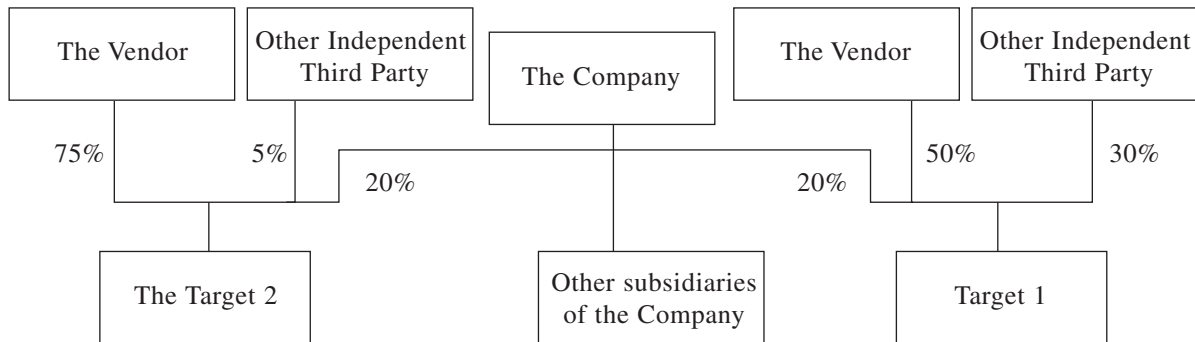 The Vendor
Other Independent
Third Party
The Company
The Vendor
Other Independent
Third Party
75%
5%
20%
20%
50%
30%
The Target 2
Other subsidiaries
of the Company
Target 1